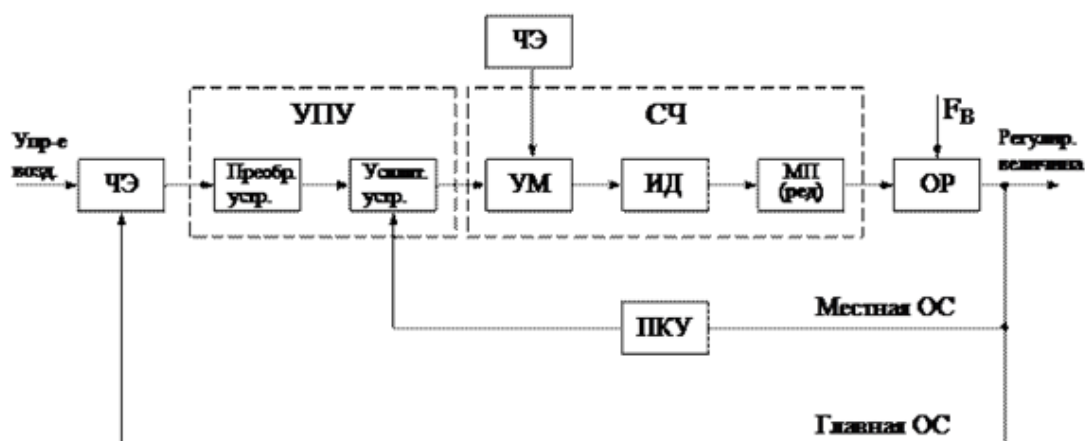 ЧЭ
УПУ
СЧ
Упр-е
возд.
ЧЭ
Преобр.
устр.
Усилит.
устр.
УМ
ИД
МП
(ред)
F_В
ОР
Регулир.
величина
ПКУ
Местная ОС
Главная ОС